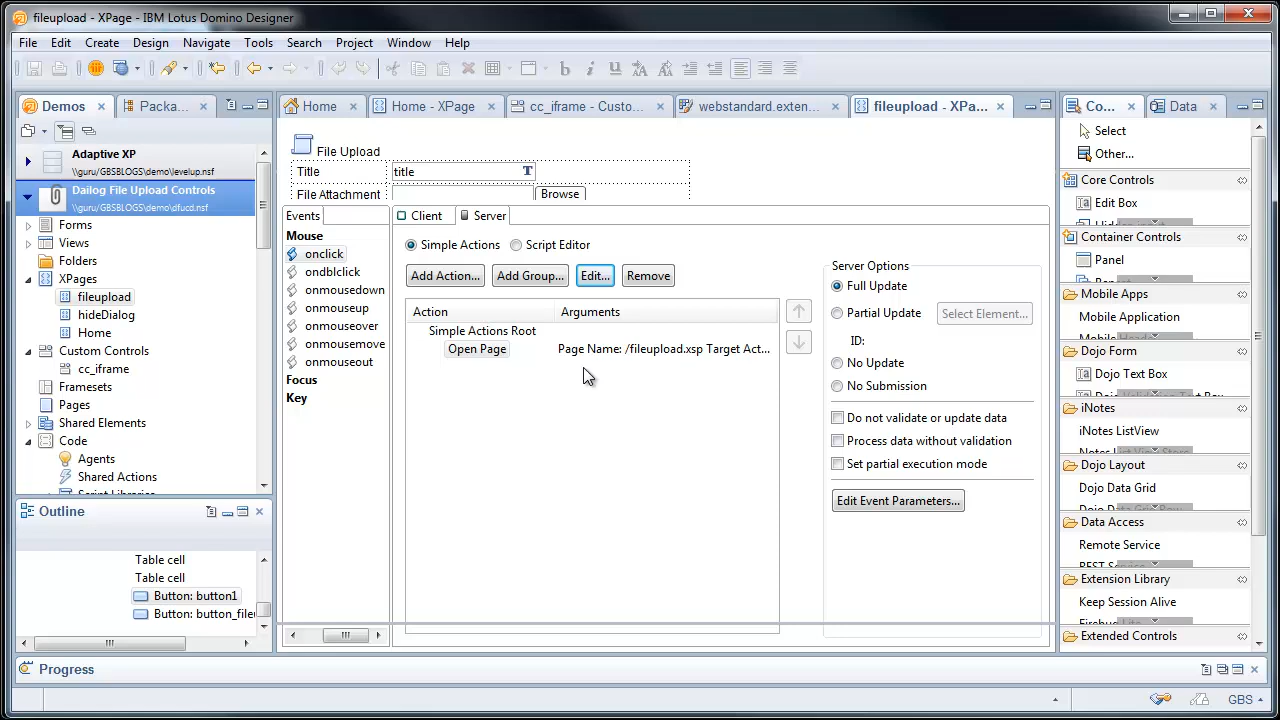 fileupload - XPage - IBM Lotus Domino Designer
File Edit Create Design Navigate Tools Search Project Window Help
b i u
Demos Packa...
Home Home - XPage cc_iframe - Custo... webstandard.exten... fileupload - XPa...
Co... Data
Adaptive XP
\\guru/GBSBLOGS\demo\levelup.nsf
Dailog File Upload Controls
\\guru/GBSBLOGS\demo\dfucd.nsf
Forms
Views
Folders
XPages
fileupload
hideDialog
Home
Custom Controls
cc_iframe
Framesets
Pages
Shared Elements
Code
Agents
Shared Actions
Script Libraries
Outline
Table cell
Table cell
Button: button1
Button: button_file
File Upload
Title title T
File Attachment Browse
Events
Mouse
onclick
ondblclick
onmousedown
onmouseup
onmouseover
onmousemove
onmouseout
Focus
Key
Client Server
Simple Actions Script Editor
Add Action... Add Group... Edit... Remove
Action Arguments
Simple Actions Root
Open Page Page Name: /fileupload.xsp Target Act...
Server Options
Full Update
Partial Update Select Element...
ID:
No Update
No Submission
Do not validate or update data
Process data without validation
Set partial execution mode
Edit Event Parameters...
Select
Other...
Core Controls
Edit Box
Container Controls
Panel
Mobile Apps
Mobile Application
Dojo Form
Dojo Text Box
iNotes
iNotes ListView
Dojo Layout
Dojo Data Grid
Data Access
Remote Service
Extension Library
Keep Session Alive
Extended Controls
Progress
GBS